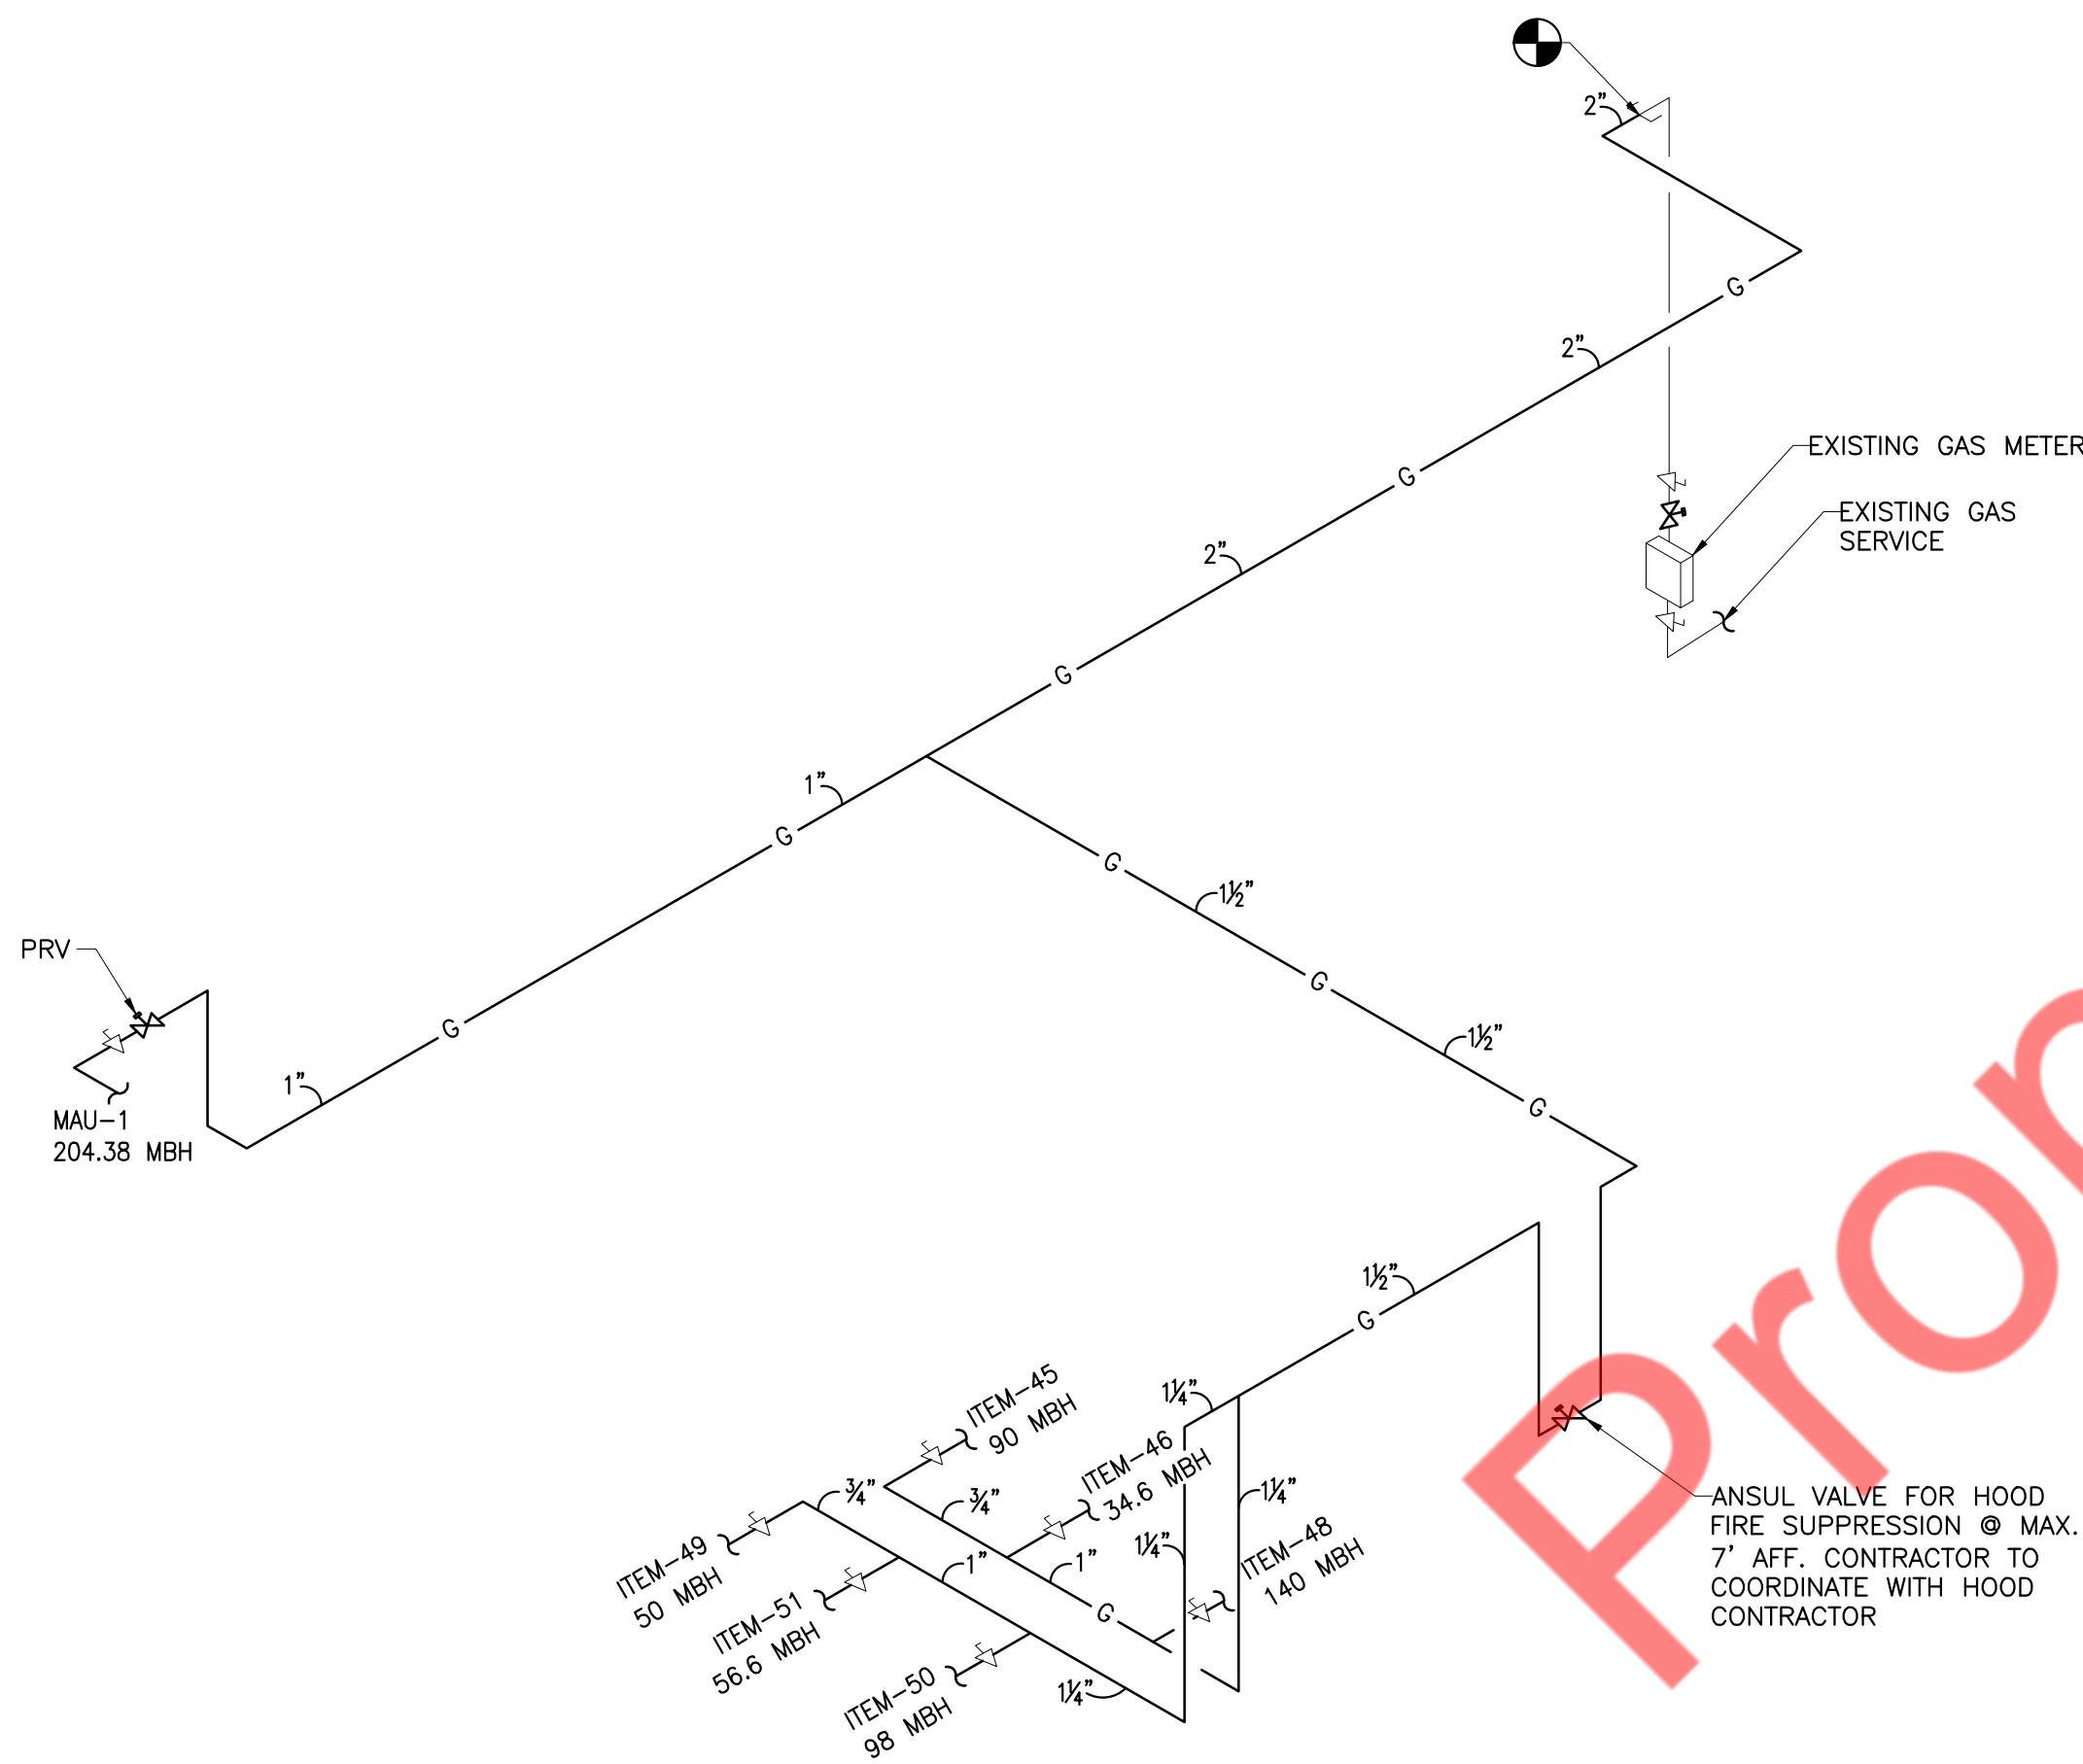 2"
G
2"
EXISTING GAS METER
G
EXISTING GAS
SERVICE
2"
G
1"
G
G
1½"
PRV
G
1½"
G
1"
G
MAU-1
204.38 MBH
1½"
G
1¼"
ITEM-45
90 MBH
ITEM-46
34.6 MBH
¾"
¾"
1¼"
1¼"
ITEM-48
140 MBH
ITEM-49
50 MBH
1"
1"
G
ITEM-51
56.6 MBH
ITEM-50
98 MBH
1¼"
ANSUL VALVE FOR HOOD
FIRE SUPPRESSION @ MAX.
7' AFF. CONTRACTOR TO
COORDINATE WITH HOOD
CONTRACTOR